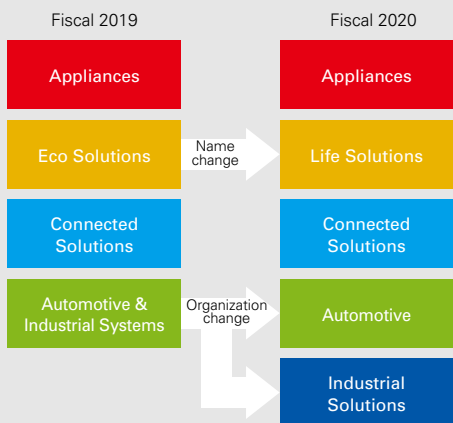 Fiscal 2019
Fiscal 2020
Appliances
Appliances
Eco Solutions
Name
change
Life Solutions
Connected
Solutions
Connected
Solutions
Automotive &
Industrial Systems
Organization
change
Automotive
Industrial
Solutions